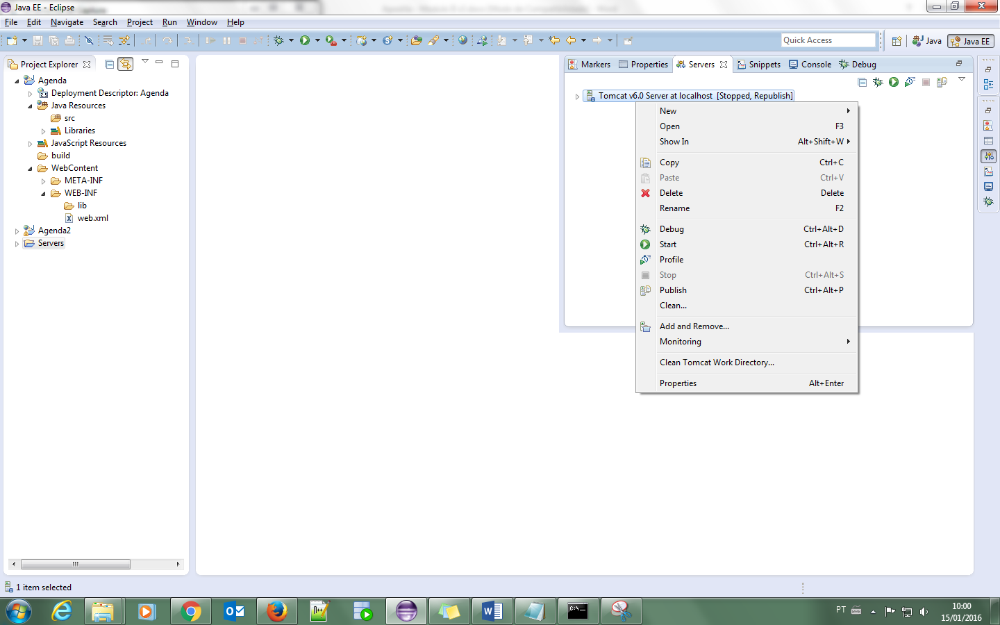 Java EE - Eclipse
File Edit Navigate Search Project Run Window Help
Quick Access
Java
Java EE
Project Explorer
Agenda
Deployment Descriptor: Agenda
Java Resources
src
Libraries
JavaScript Resources
build
WebContent
META-INF
WEB-INF
lib
web.xml
Agenda2
Servers
Markers Properties Servers Snippets Console Debug
Tomcat v6.0 Server at localhost [Stopped, Republish]
New
Open F3
Show In Alt+Shift+W
Copy Ctrl+C
Paste Ctrl+V
Delete Delete
Rename F2
Debug Ctrl+Alt+D
Start Ctrl+Alt+R
Profile
Stop Ctrl+Alt+S
Publish Ctrl+Alt+P
Clean...
Add and Remove...
Monitoring
Clean Tomcat Work Directory...
Properties Alt+Enter
1 item selected
PT
10:00
15/01/2016